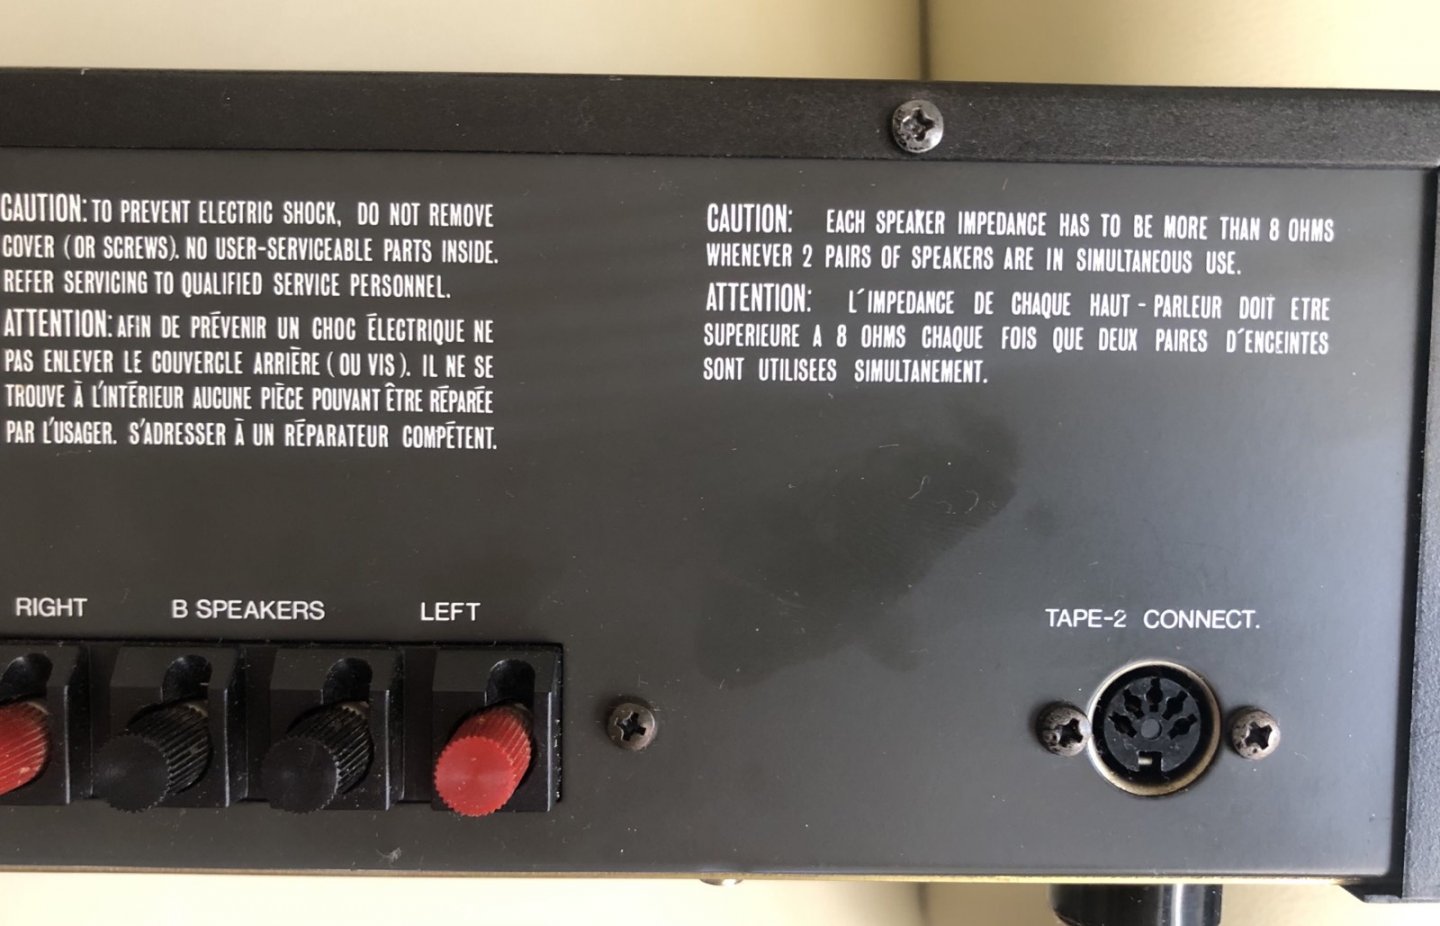 CAUTION: TO PREVENT ELECTRIC SHOCK, DO NOT REMOVE
COVER (OR SCREWS). NO USER-SERVICEABLE PARTS INSIDE.
REFER SERVICING TO QUALIFIED SERVICE PERSONNEL.
ATTENTION: AFIN DE PRÉVENIR UN CHOC ÉLECTRIQUE NE
PAS ENLEVER LE COUVERCLE ARRIÈRE (OU VIS). IL NE SE
TROUVE À L'INTÉRIEUR AUCUNE PIÈCE POUVANT ÊTRE RÉPARÉE
PAR L'USAGER. S'ADRESSER À UN RÉPARATEUR COMPÉTENT.
CAUTION: EACH SPEAKER IMPEDANCE HAS TO BE MORE THAN 8 OHMS
WHENEVER 2 PAIRS OF SPEAKERS ARE IN SIMULTANEOUS USE.
ATTENTION: L´IMPEDANCE DE CHAQUE HAUT-PARLEUR DOIT ETRE
SUPERIEURE A 8 OHMS CHAQUE FOIS QUE DEUX PAIRES D´ENCEINTES
SONT UTILISEES SIMULTANEMENT.
RIGHT B SPEAKERS LEFT
TAPE-2 CONNECT.